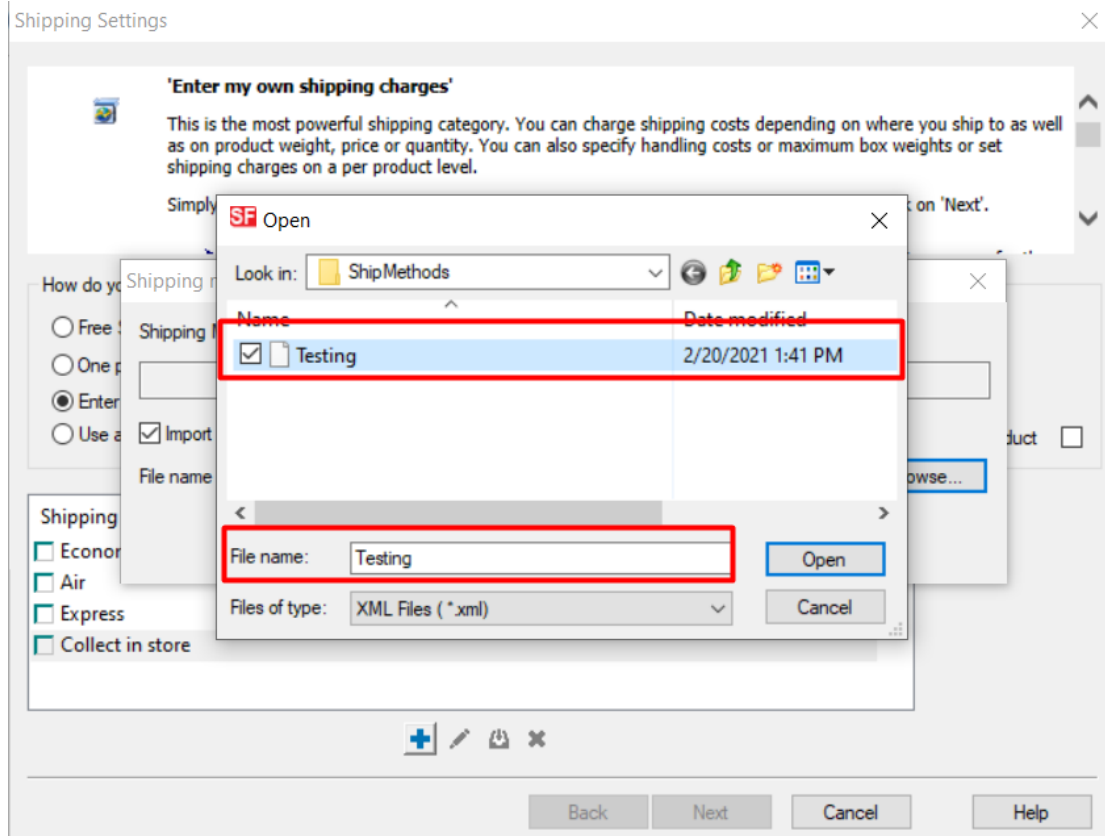 Shipping Settings
'Enter my own shipping charges'
This is the most powerful shipping category. You can charge shipping costs depending on where you ship to as well
as on product weight, price or quantity. You can also specify handling costs or maximum box weights or set
shipping charges on a per product level.
Simply
on 'Next'.
SF Open
Look in: ShipMethods
Name Date modified
Testing 2/20/2021 1:41 PM
File name: Testing
Open
Files of type: XML Files ( *.xml)
Cancel
How do
Shipping
Free
One
Enter
Use
Shipping
Import
File name
Shipping
Air
Express
Collect in store
Back Next Cancel Help